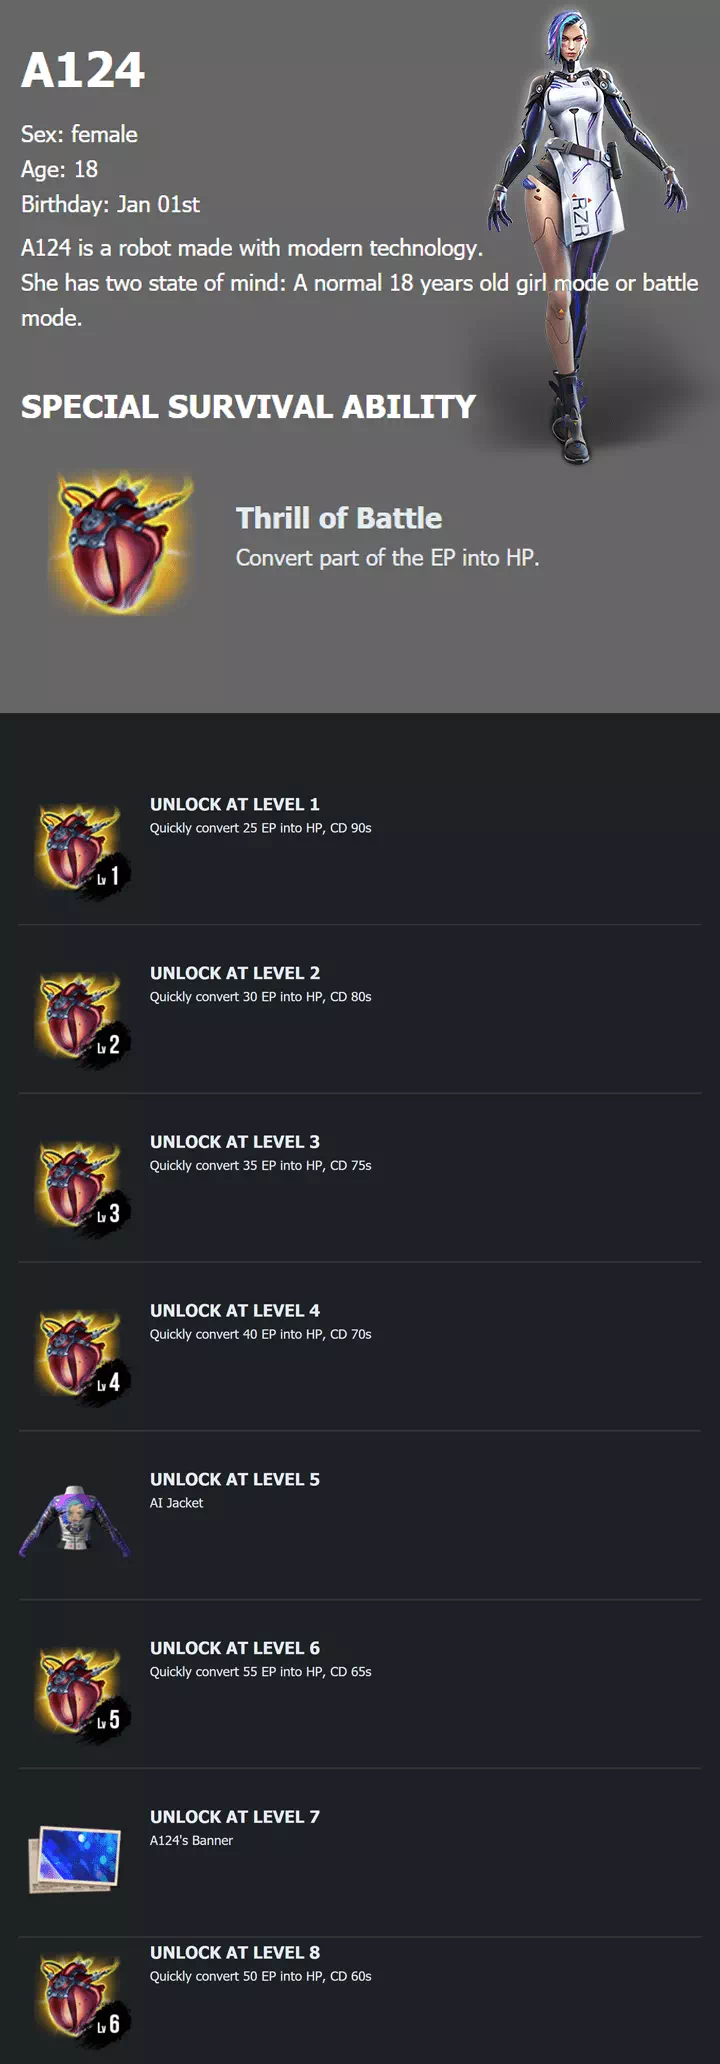 A124
Sex: female
Age: 18
Birthday: Jan 01st
A124 is a robot made with modern technology.
She has two state of mind: A normal 18 years old girl mode or battle
mode.
RZR
SPECIAL SURVIVAL ABILITY
Thrill of Battle
Convert part of the EP into HP.
UNLOCK AT LEVEL 1
Quickly convert 25 EP into HP, CD 90s
Lv 1
UNLOCK AT LEVEL 2
Quickly convert 30 EP into HP, CD 80s
Lv 2
UNLOCK AT LEVEL 3
Quickly convert 35 EP into HP, CD 75s
Lv 3
UNLOCK AT LEVEL 4
Quickly convert 40 EP into HP, CD 70s
Lv 4
UNLOCK AT LEVEL 5
AI Jacket
UNLOCK AT LEVEL 6
Quickly convert 55 EP into HP, CD 65s
Lv 5
UNLOCK AT LEVEL 7
A124's Banner
UNLOCK AT LEVEL 8
Quickly convert 50 EP into HP, CD 60s
Lv 6